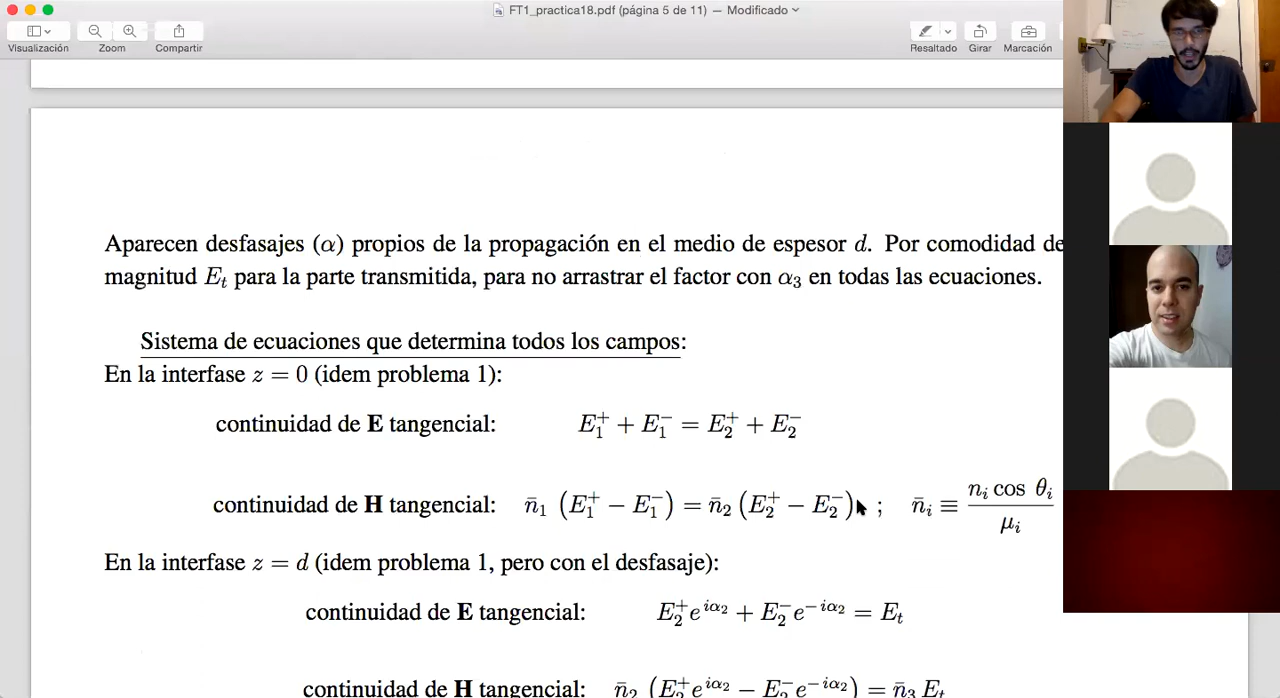 FT1_practica18.pdf (página 5 de 11) — Modificado
Visualización Zoom Compartir Resaltado Girar Marcación
Aparecen desfasajes (α) propios de la propagación en el medio de espesor d. Por comodidad de
magnitud E_t para la parte transmitida, para no arrastrar el factor con α_3 en todas las ecuaciones.
Sistema de ecuaciones que determina todos los campos:
En la interfase z = 0 (idem problema 1):
continuidad de E tangencial: E_1^+ + E_1^- = E_2^+ + E_2^-
continuidad de H tangencial: n̄_1 (E_1^+ − E_1^-) = n̄_2 (E_2^+ − E_2^-) ; n̄_i ≡ n_i cos θ_i / μ_i
En la interfase z = d (idem problema 1, pero con el desfasaje):
continuidad de E tangencial: E_2^+ e^{iα_2} + E_2^- e^{−iα_2} = E_t
continuidad de H tangencial: n̄_2 (E_2^+ e^{iα_2} − E_2^- e^{−iα_2}) = n̄_3 E_t